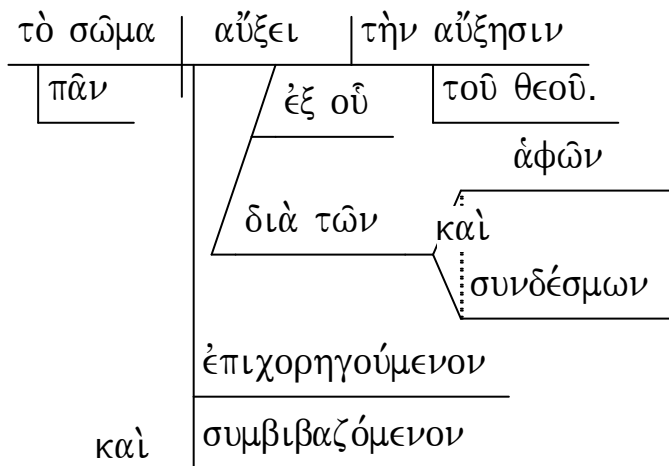 τὸ σῶμα αὔξει τὴν αὔξησιν
πᾶν ἐξ οὗ τοῦ θεοῦ.
ἁφῶν
διὰ τῶν καὶ
συνδέσμων
ἐπιχορηγούμενον
καὶ συμβιβαζόμενον